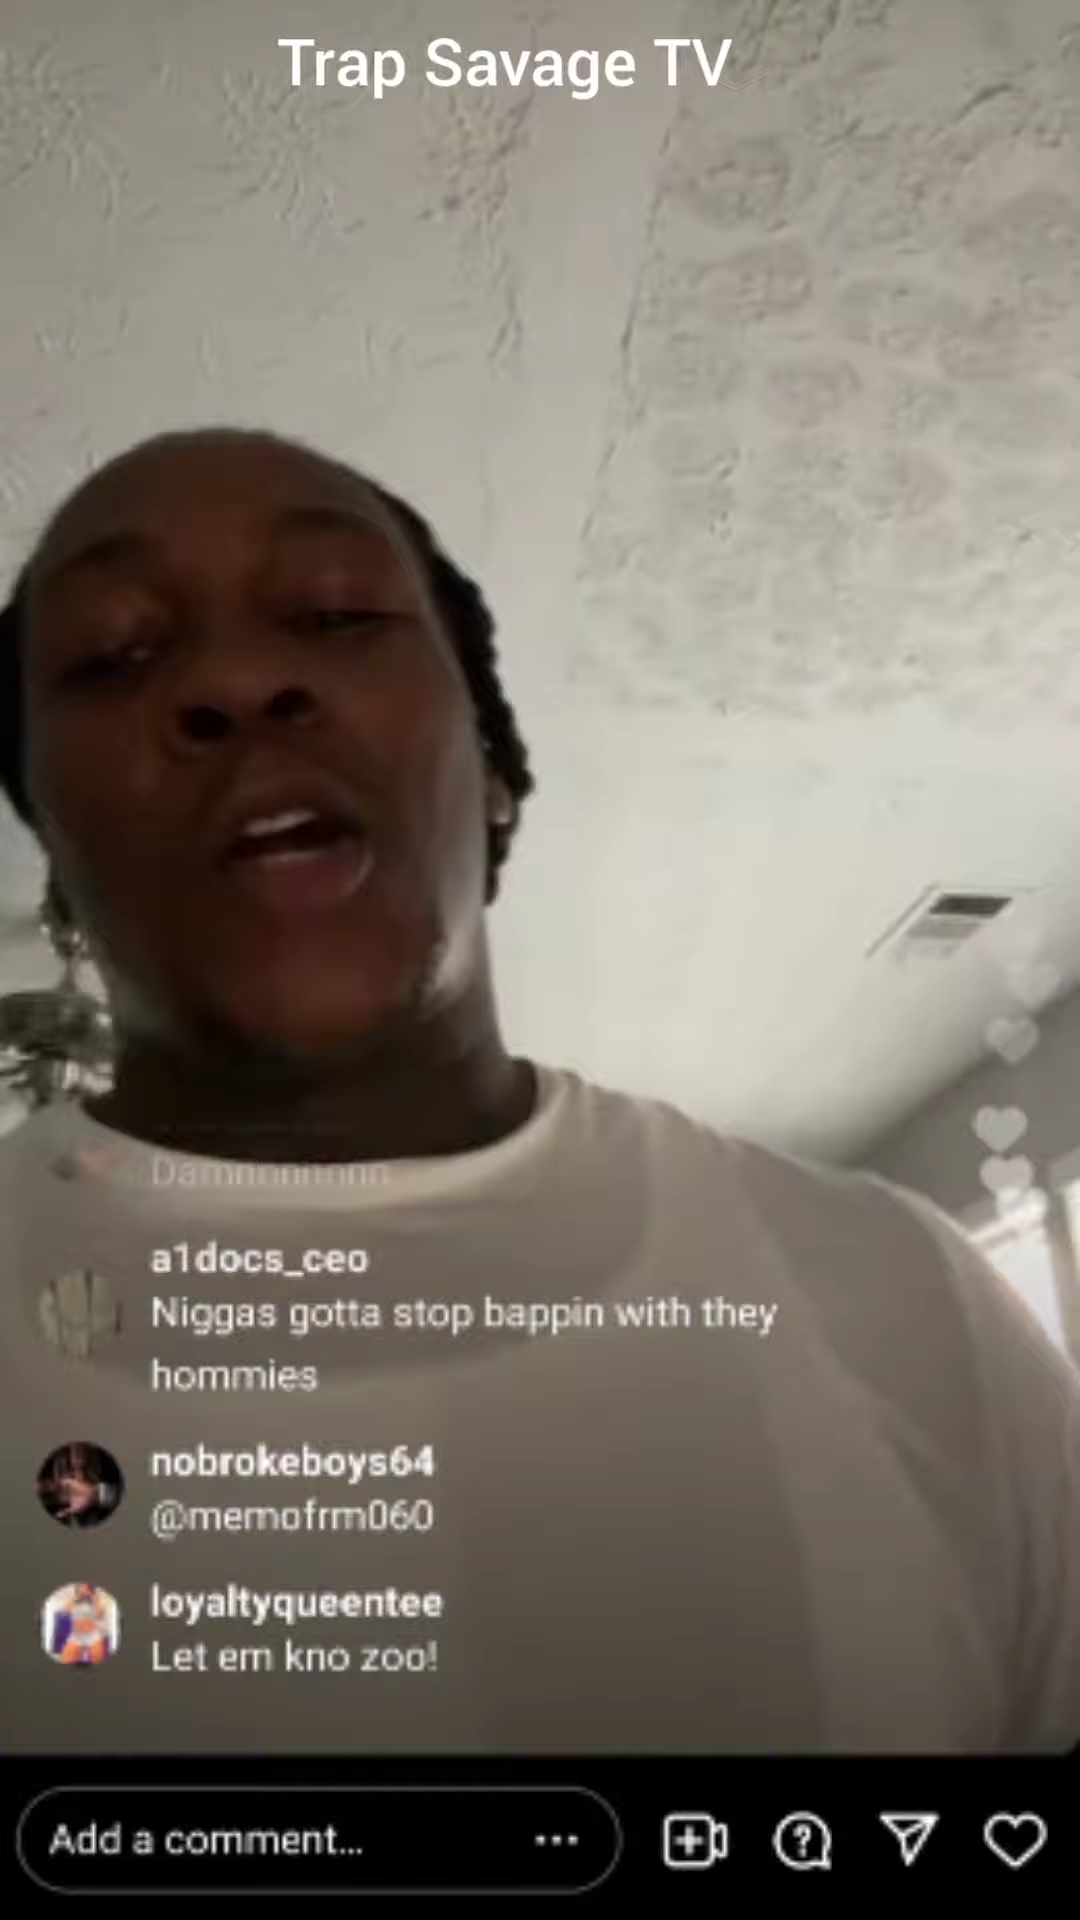 Trap Savage TV
Damnnnnnnn
a1docs_ceo
Niggas gotta stop bappin with they
hommies
nobrokeboys64
@memofrm060
loyaltyqueentee
Let em kno zoo!
Add a comment...